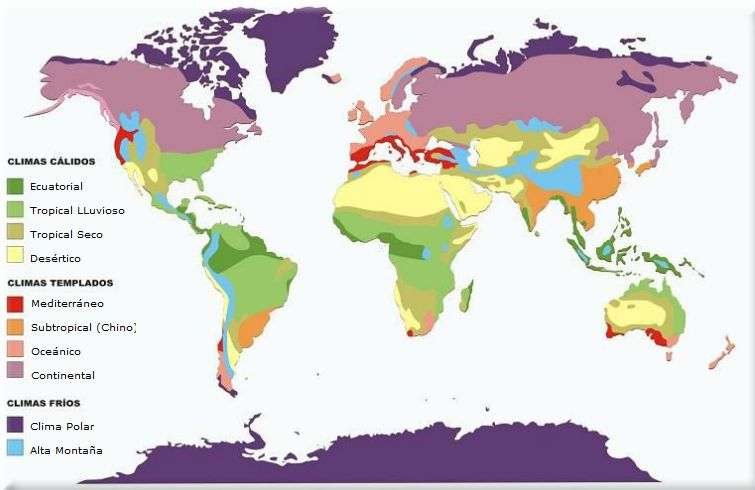 CLIMAS CÁLIDOS
Ecuatorial
Tropical LLuvioso
Tropical Seco
Desértico
CLIMAS TEMPLADOS
Mediterráneo
Subtropical (Chino)
Oceánico
Continental
CLIMAS FRÍOS
Clima Polar
Alta Montaña